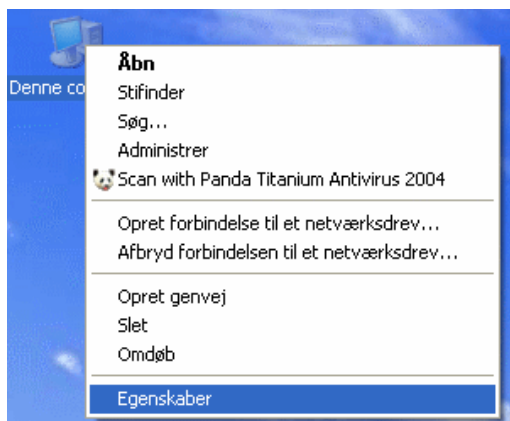 Denne co
Åbn
Stifinder
Søg...
Administrer
Scan with Panda Titanium Antivirus 2004
Opret forbindelse til et netværksdrev...
Afbryd forbindelsen til et netværksdrev...
Opret genvej
Slet
Omdøb
Egenskaber